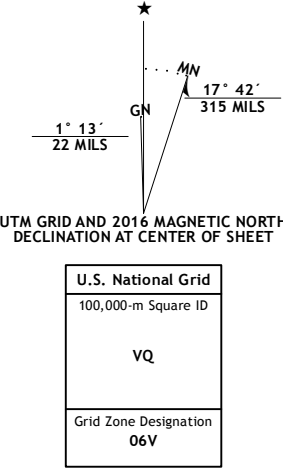 ★
MN
GN
17° 42´
315 MILS
1° 13´
22 MILS
UTM GRID AND 2016 MAGNETIC NORTH
DECLINATION AT CENTER OF SHEET
U.S. National Grid
100,000-m Square ID
VQ
Grid Zone Designation
06V